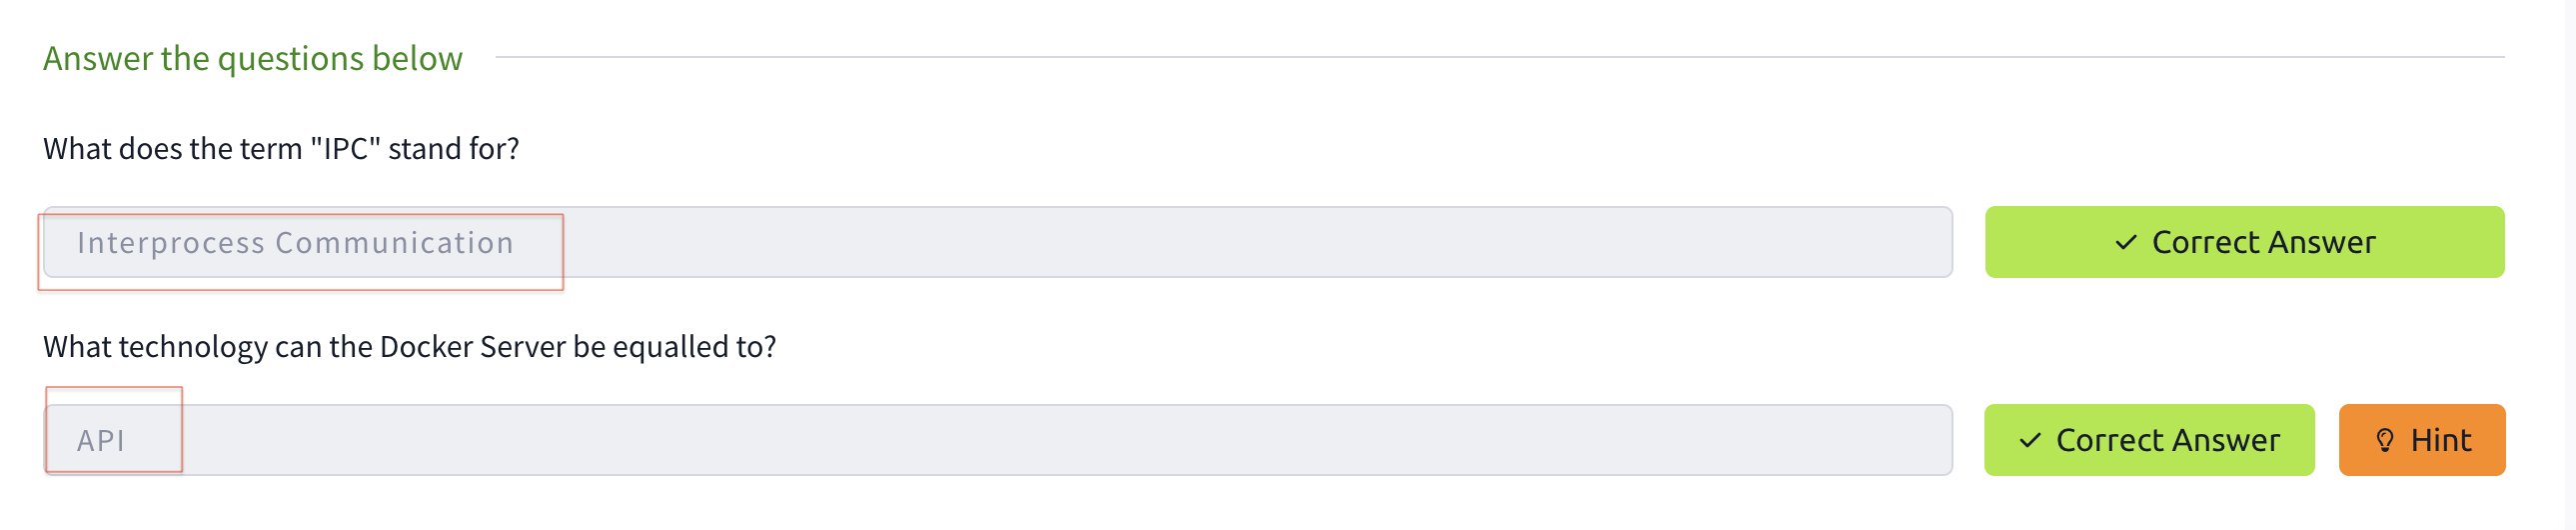 Answer the questions below
What does the term "IPC" stand for?
Interprocess Communication
Correct Answer
What technology can the Docker Server be equalled to?
API
Correct Answer
Hint